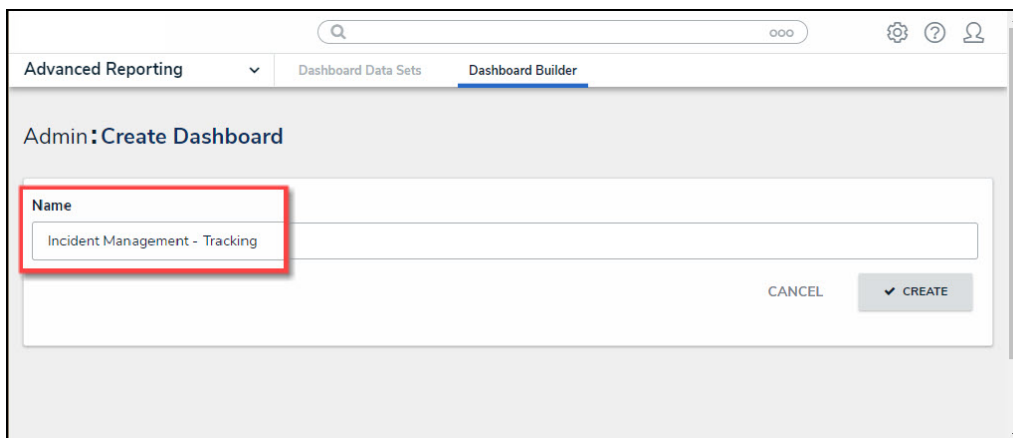 Advanced Reporting
Dashboard Data Sets
Dashboard Builder
Admin: Create Dashboard
Name
Incident Management - Tracking
CANCEL
CREATE